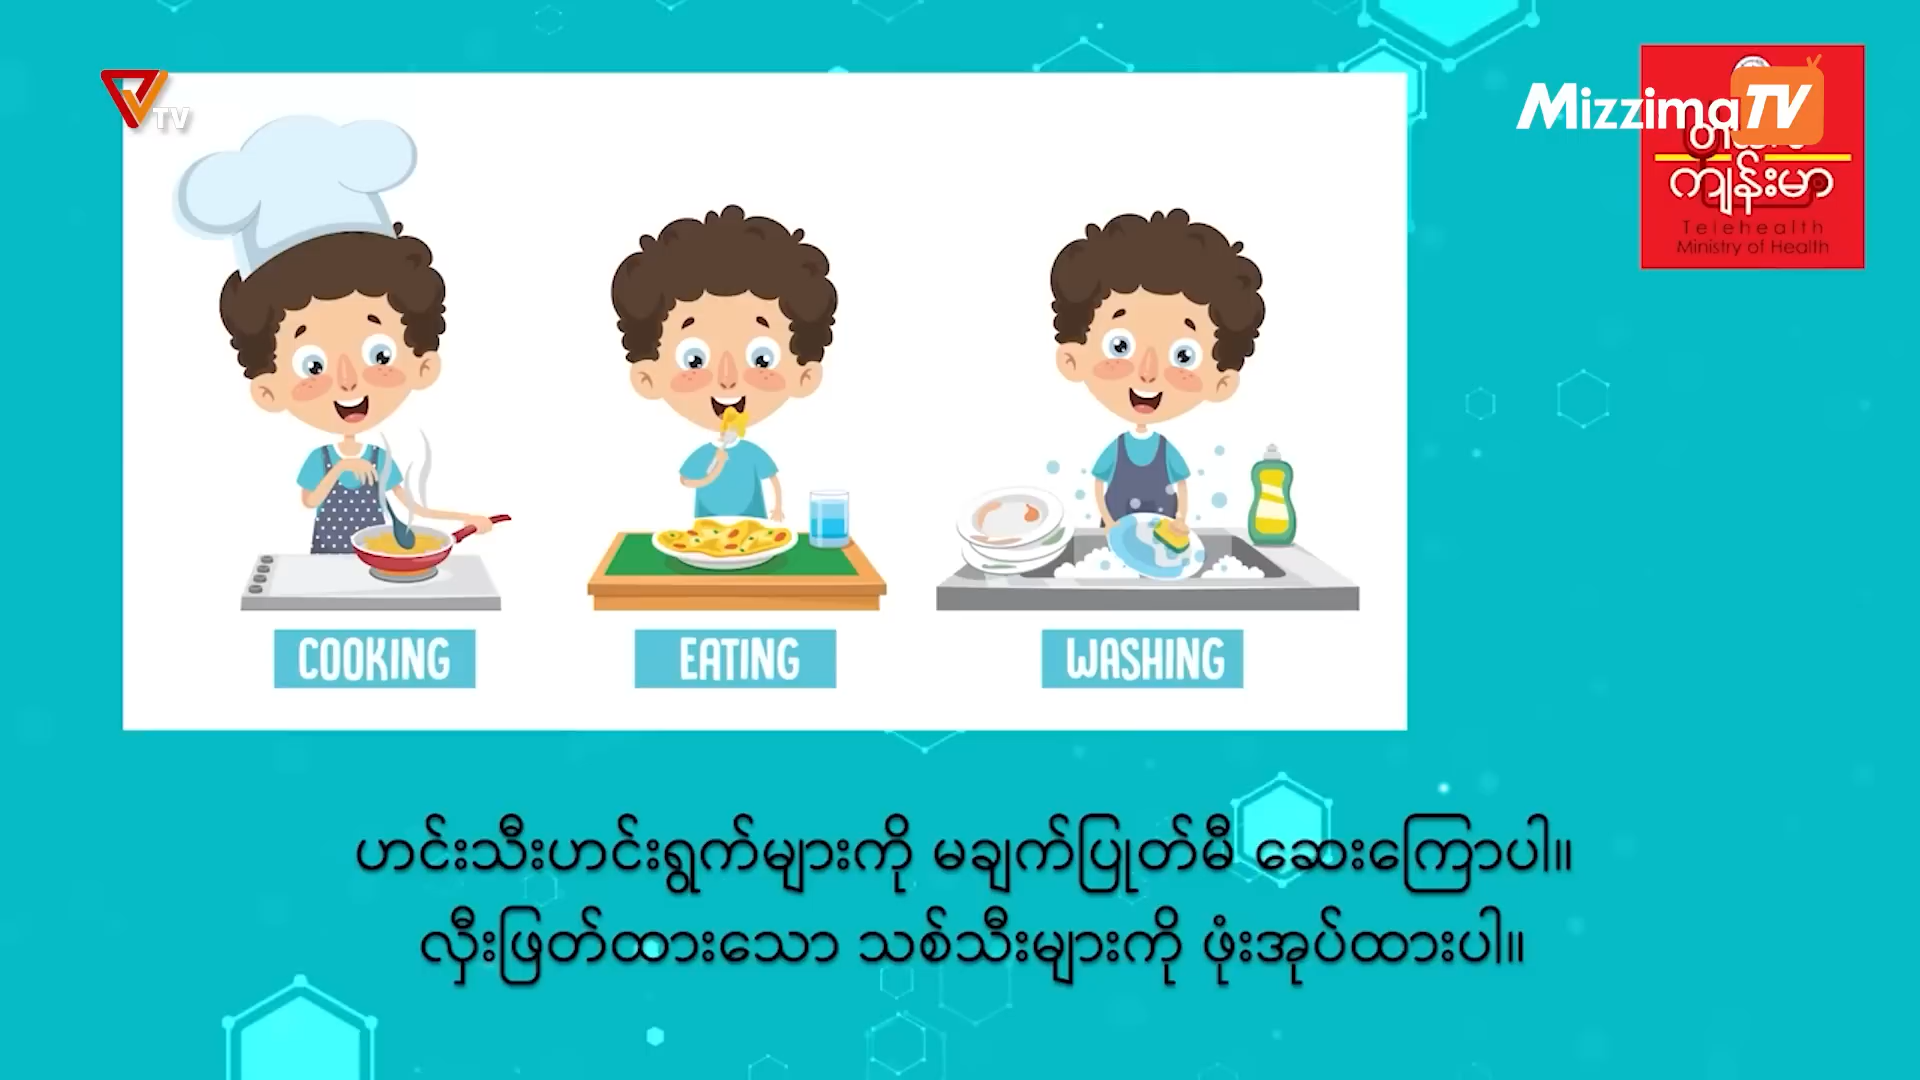 TV
Mizzima TV
ကျန်းမာ
Telehealth
Ministry of Health
COOKING
EATING
WASHING
ဟင်းသီးဟင်းရွက်များကို မချက်ပြုတ်မီ ဆေးကြောပါ။
လှီးဖြတ်ထားသော သစ်သီးများကို ဖုံးအုပ်ထားပါ။